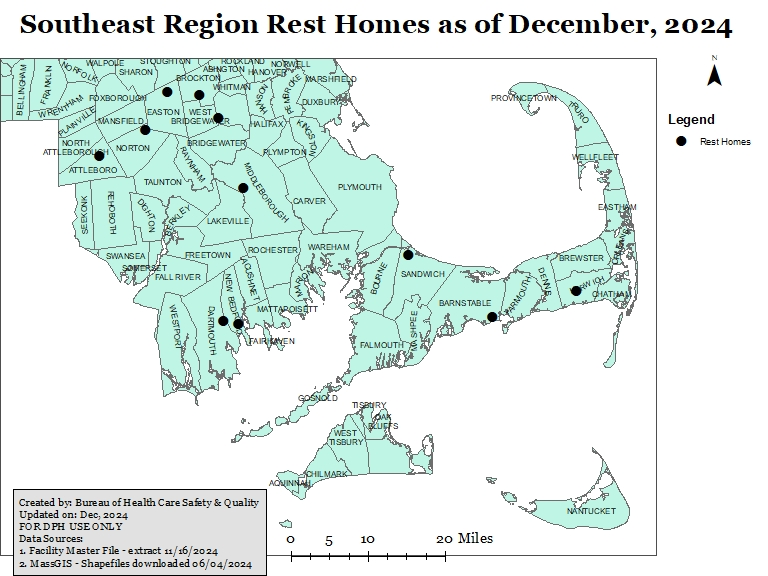 Southeast Region Rest Homes as of December, 2024
N
Legend
Rest Homes
WALPOLE
STOUGHTON
ROCKLAND
NORWELL
BELLINGHAM
FRANKLIN
NORFOLK
SHARON
ABINGTON
HANOVER
BROCKTON
WHITMAN
MARSHFIELD
WRENTHAM
FOXBOROUGH
DUXBURY
PLAINVILLE
MANSFIELD
EASTON
WEST
BRIDGEWATER
HALIFAX
KINGSTON
NORTH
ATTLEBOROUGH
NORTON
BRIDGEWATER
PLYMPTON
ATTLEBORO
RAYNHAM
TAUNTON
MIDDLEBOROUGH
CARVER
PLYMOUTH
SEEKONK
REHOBOTH
DIGHTON
BERKLEY
LAKEVILLE
SWANSEA
SOMERSET
FREETOWN
ROCHESTER
WAREHAM
FALL RIVER
ACUSHNET
NEW BEDFORD
MATTAPOISETT
WESTPORT
DARTMOUTH
FAIRHAVEN
BOURNE
SANDWICH
BARNSTABLE
MASHPEE
FALMOUTH
YARMOUTH
DENNIS
BREWSTER
CHATHAM
EASTHAM
WELLFLEET
TRURO
PROVINCETOWN
GOSNOLD
TISBURY
OAK
BLUFFS
WEST
TISBURY
CHILMARK
AQUINNAH
NANTUCKET
Created by: Bureau of Health Care Safety & Quality
Updated on: Dec, 2024
FOR DPH USE ONLY
Data Sources:
1. Facility Master File - extract 11/16/2024
2. MassGIS - Shapefiles downloaded 06/04/2024
0 5 10 20 Miles